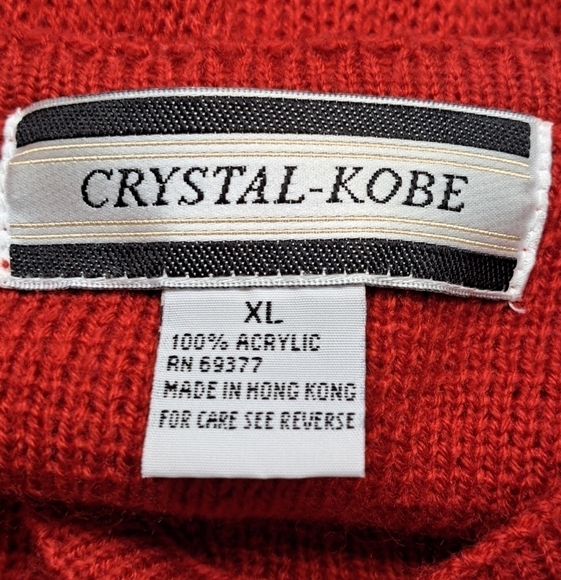 CRYSTAL-KOBE
XL
100% ACRYLIC
RN 69377
MADE IN HONG KONG
FOR CARE SEE REVERSE